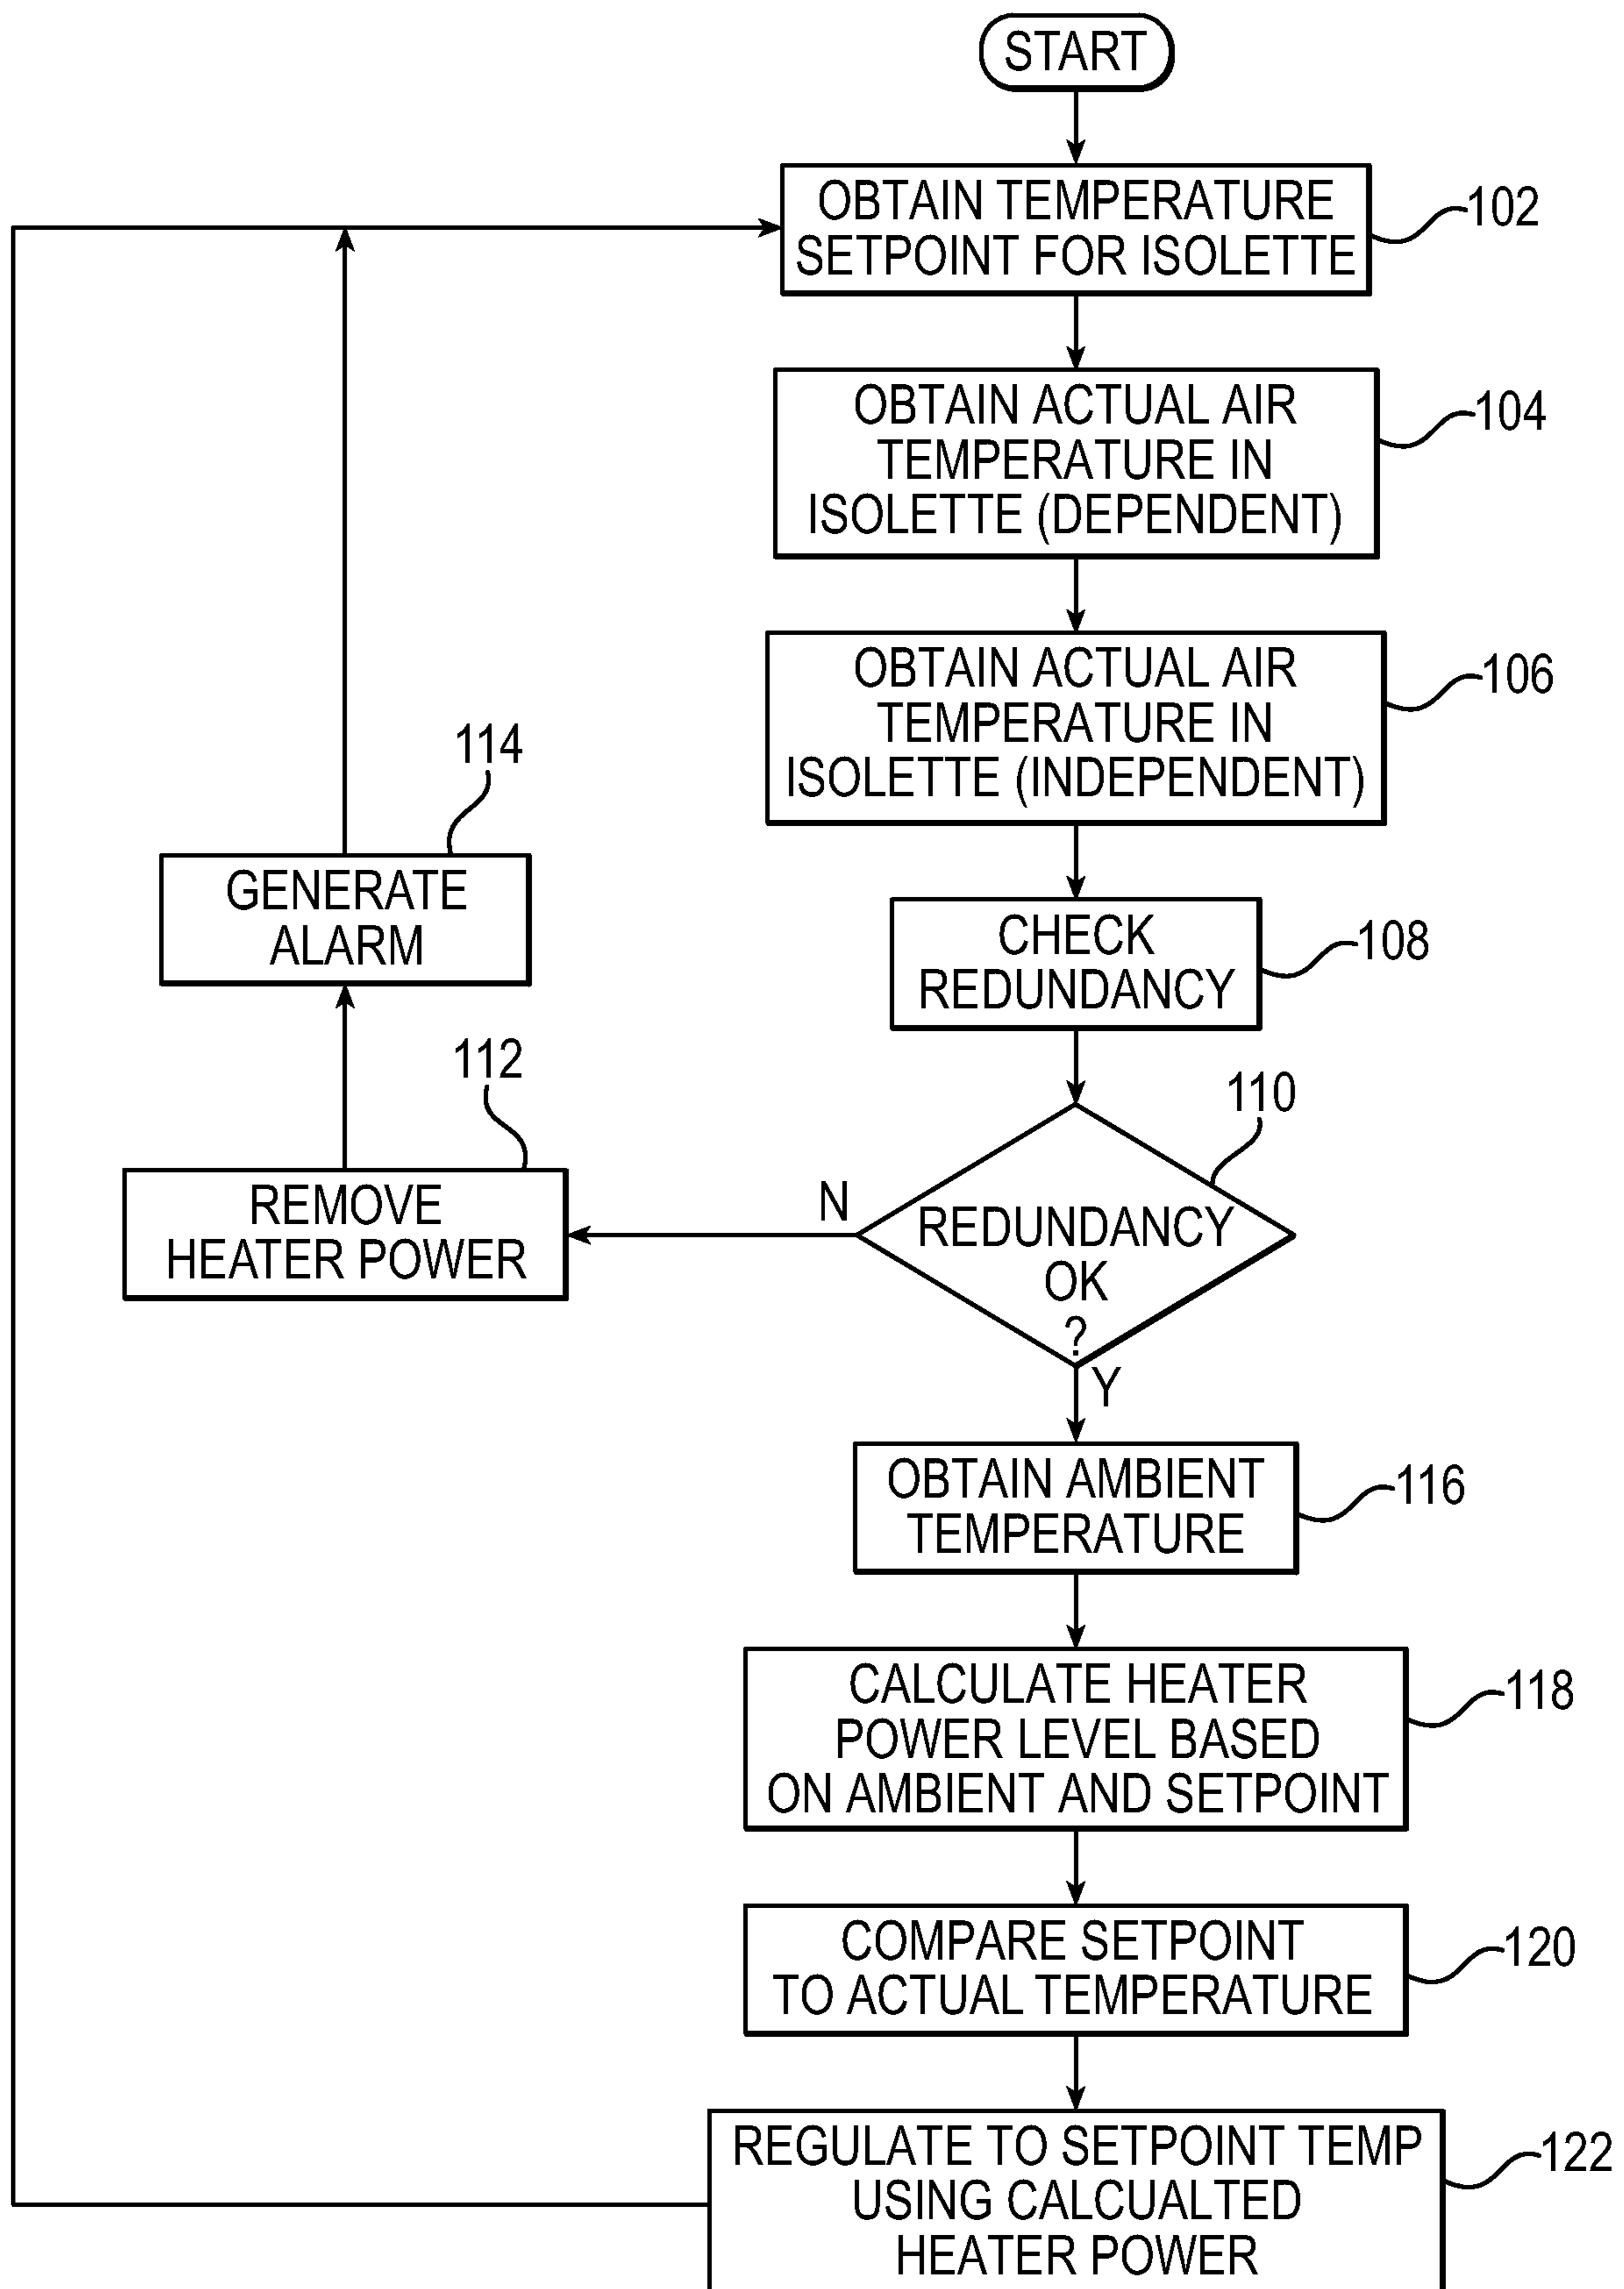 START
OBTAIN TEMPERATURE
SETPOINT FOR ISOLETTE
102
OBTAIN ACTUAL AIR
TEMPERATURE IN
ISOLETTE (DEPENDENT)
104
OBTAIN ACTUAL AIR
TEMPERATURE IN
ISOLETTE (INDEPENDENT)
106
CHECK
REDUNDANCY
108
REDUNDANCY
OK
?
110
N
REMOVE
HEATER POWER
112
GENERATE
ALARM
114
Y
OBTAIN AMBIENT
TEMPERATURE
116
CALCULATE HEATER
POWER LEVEL BASED
ON AMBIENT AND SETPOINT
118
COMPARE SETPOINT
TO ACTUAL TEMPERATURE
120
REGULATE TO SETPOINT TEMP
USING CALCUALTED
HEATER POWER
122